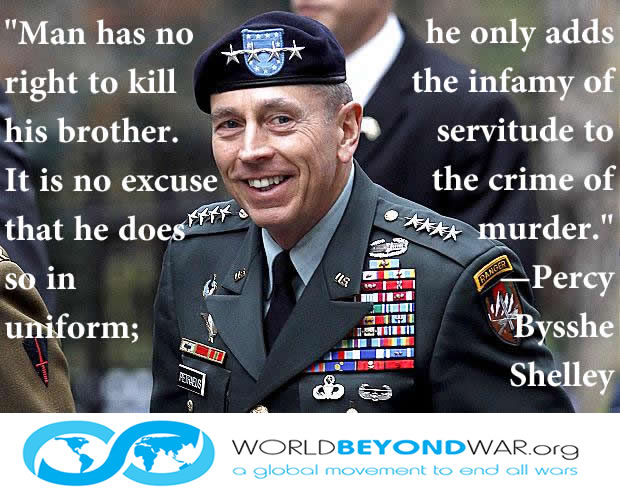 "Man has no
right to kill
his brother.
It is no excuse
that he does
so in
uniform;
he only adds
the infamy of
servitude to
the crime of
murder."
—Percy
Bysshe
Shelley
RANGER
U.S.
U.S.
PETRAEUS
WORLDBEYONDWAR.org
a global movement to end all wars